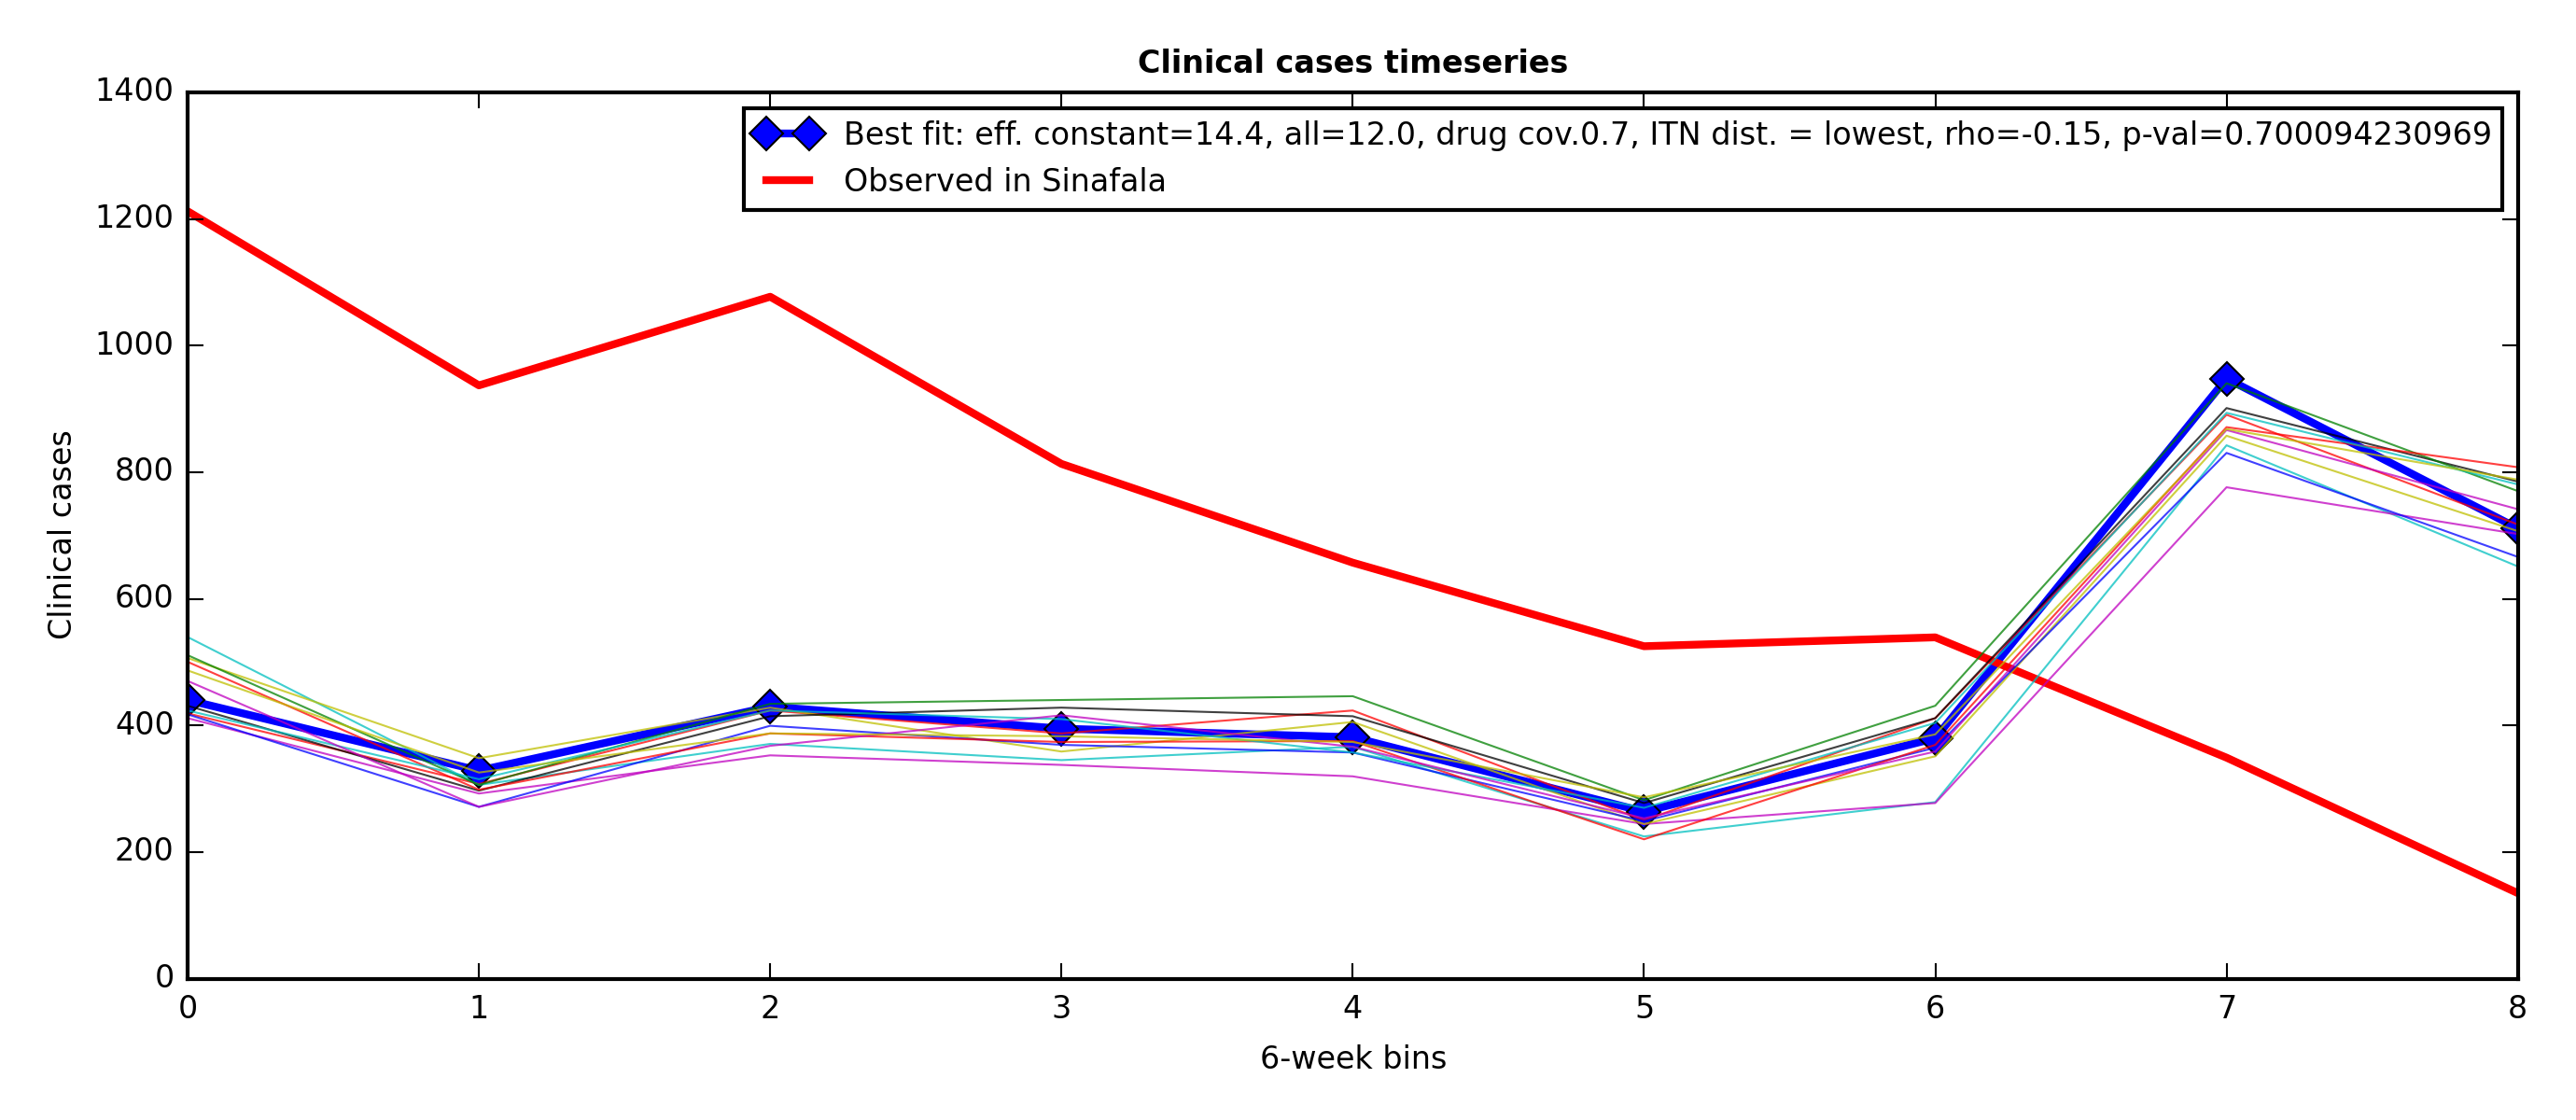 Clinical cases timeseries
Best fit: eff. constant=14.4, all=12.0, drug cov.0.7, ITN dist. = lowest, rho=-0.15, p-val=0.700094230969
Observed in Sinafala
1400
1200
1000
800
600
400
200
0
Clinical cases
0 1 2 3 4 5 6 7 8
6-week bins